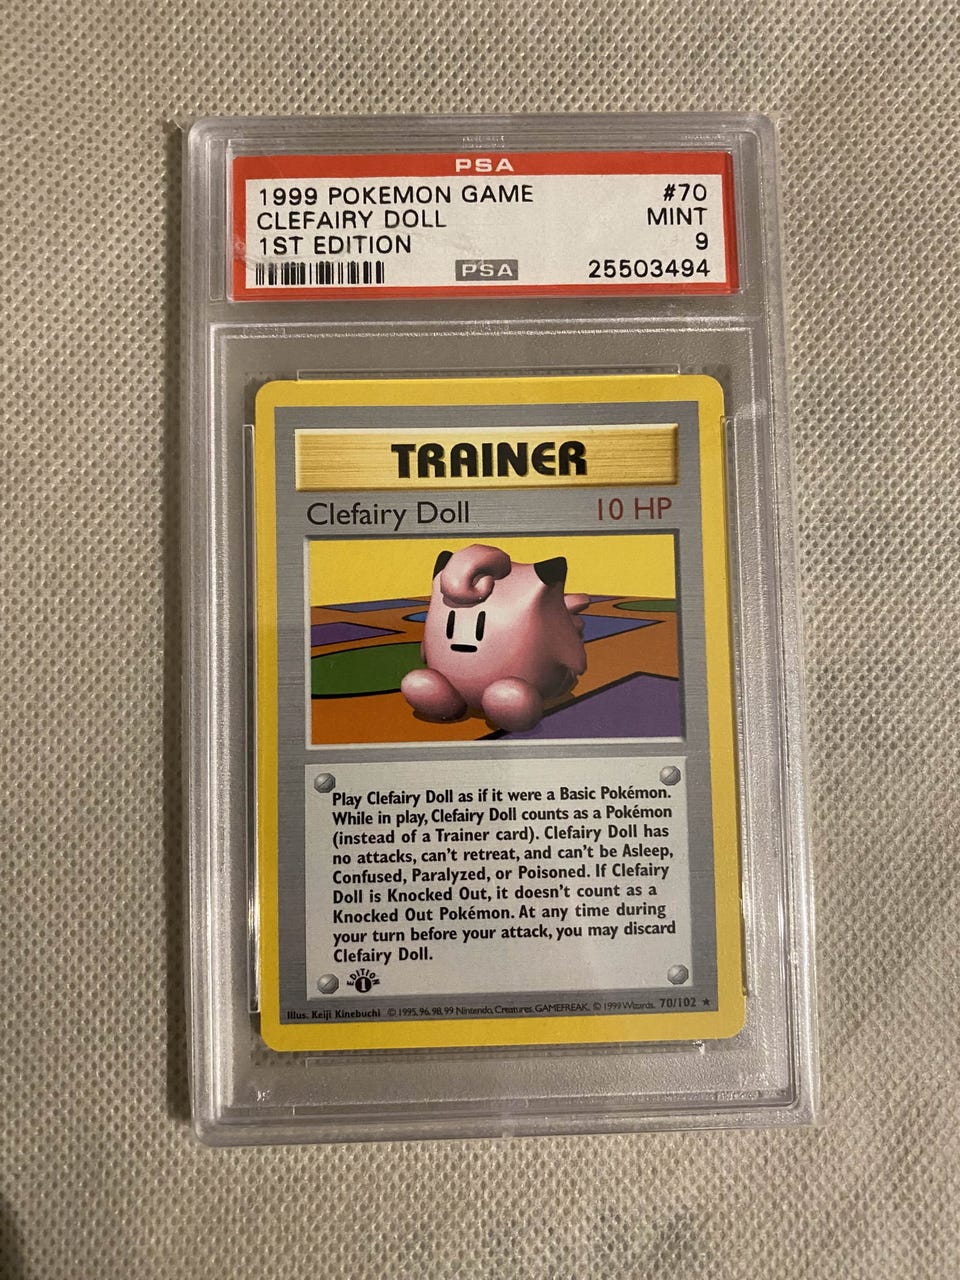 PSA
1999 POKEMON GAME #70
CLEFAIRY DOLL MINT
1ST EDITION 9
PSA 25503494
TRAINER
Clefairy Doll 10 HP
Play Clefairy Doll as if it were a Basic Pokémon.
While in play, Clefairy Doll counts as a Pokémon
(instead of a Trainer card). Clefairy Doll has
no attacks, can't retreat, and can't be Asleep,
Confused, Paralyzed, or Poisoned. If Clefairy
Doll is Knocked Out, it doesn't count as a
Knocked Out Pokémon. At any time during
your turn before your attack, you may discard
Clefairy Doll.
EDITION
1
Illus. Keiji Kinebuchi © 1995, 96, 98, 99 Nintendo, Creatures, GAMEFREAK. © 1999 Wizards. 70/102 ★